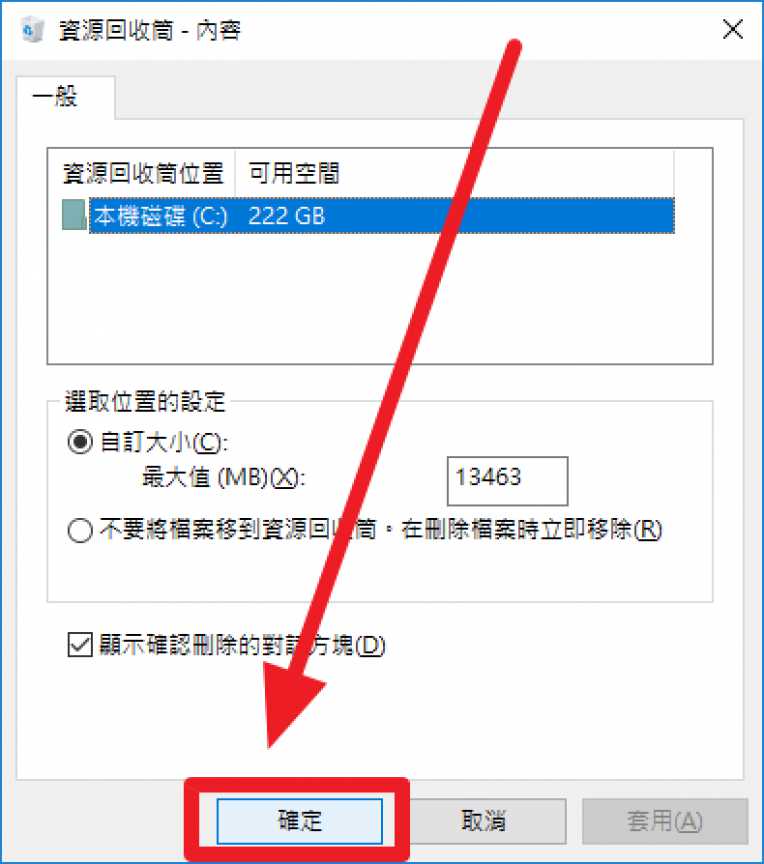 資源回收筒 - 內容
一般
資源回收筒位置 可用空間
本機磁碟 (C:) 222 GB
選取位置的設定
自訂大小(C):
最大值 (MB)(X): 13463
不要將檔案移到資源回收筒。在刪除檔案時立即移除(R)
顯示確認刪除的對話方塊(D)
確定 取消 套用(A)